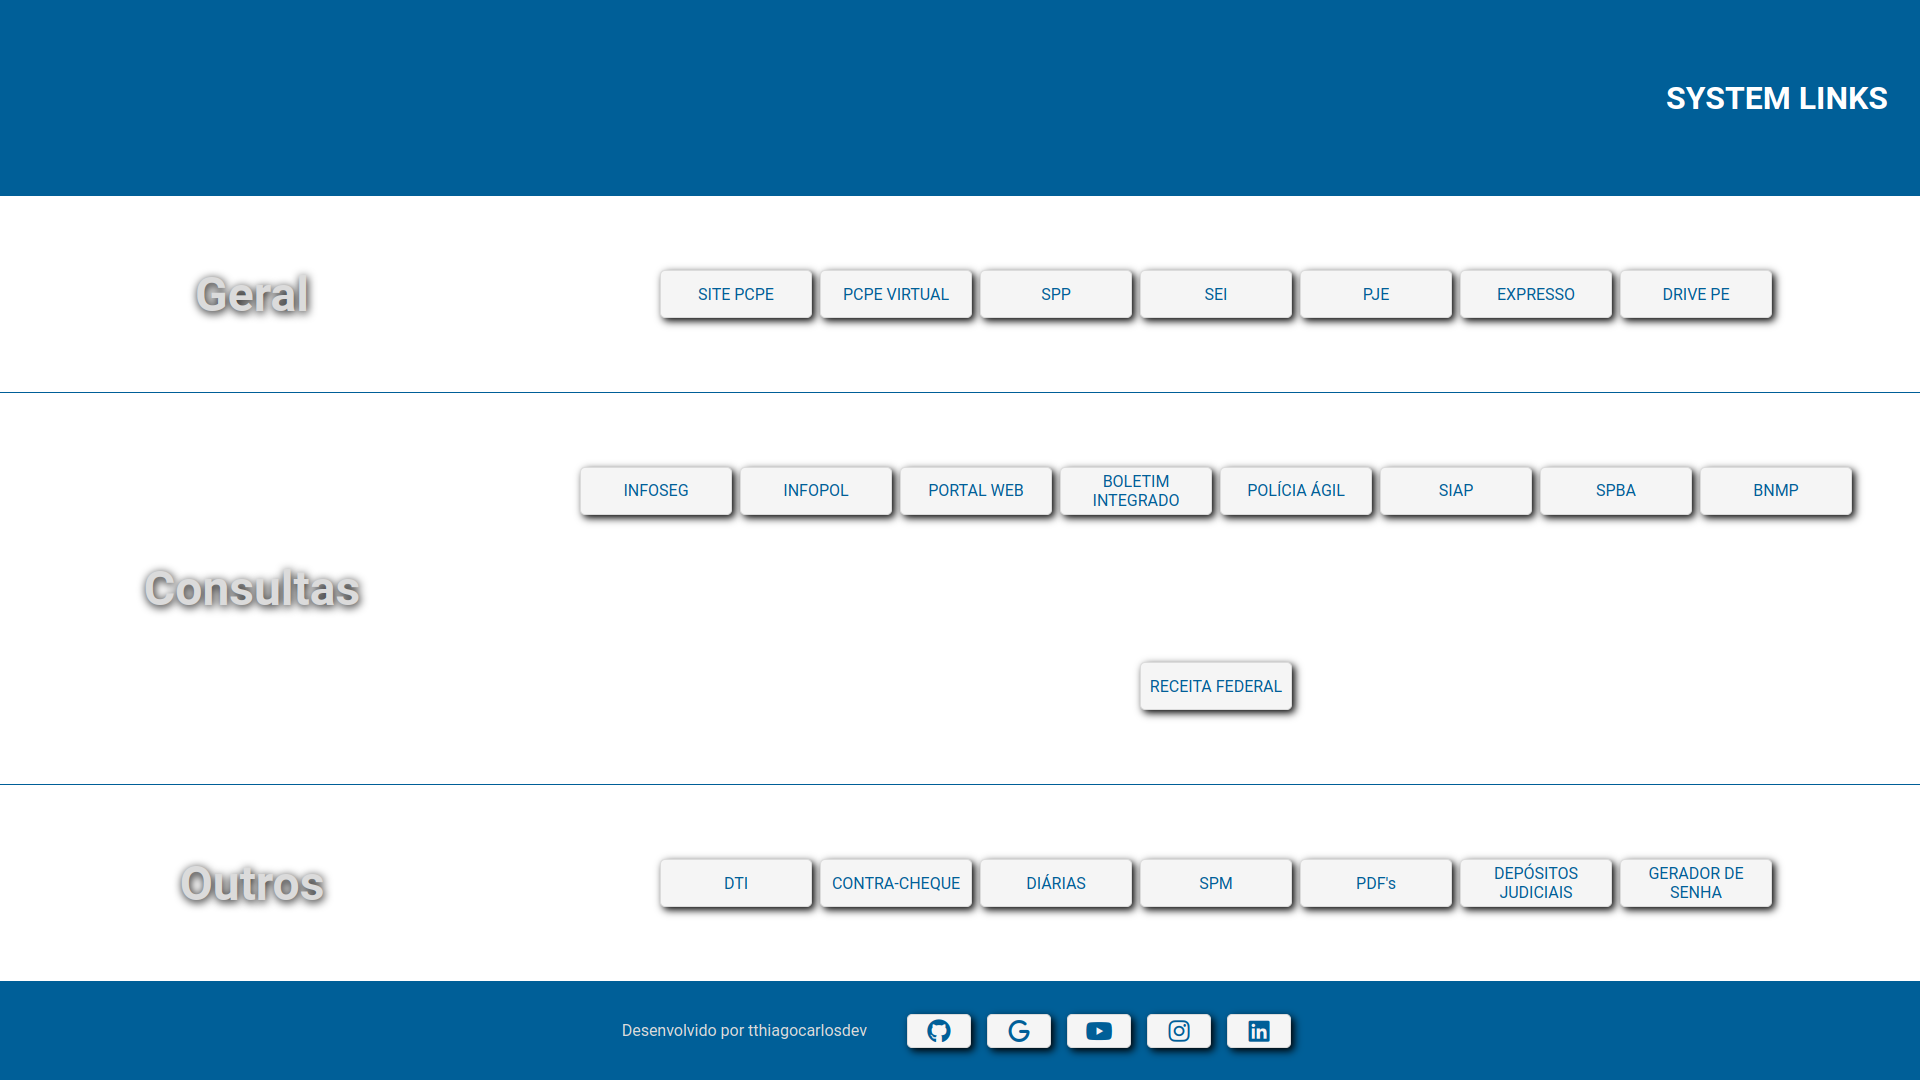 SYSTEM LINKS
Geral
SITE PCPE
PCPE VIRTUAL
SPP
SEI
PJE
EXPRESSO
DRIVE PE
Consultas
INFOSEG
INFOPOL
PORTAL WEB
BOLETIM
INTEGRADO
POLÍCIA ÁGIL
SIAP
SPBA
BNMP
RECEITA FEDERAL
Outros
DTI
CONTRA-CHEQUE
DIÁRIAS
SPM
PDF's
DEPÓSITOS
JUDICIAIS
GERADOR DE
SENHA
Desenvolvido por tthiagocarlosdev